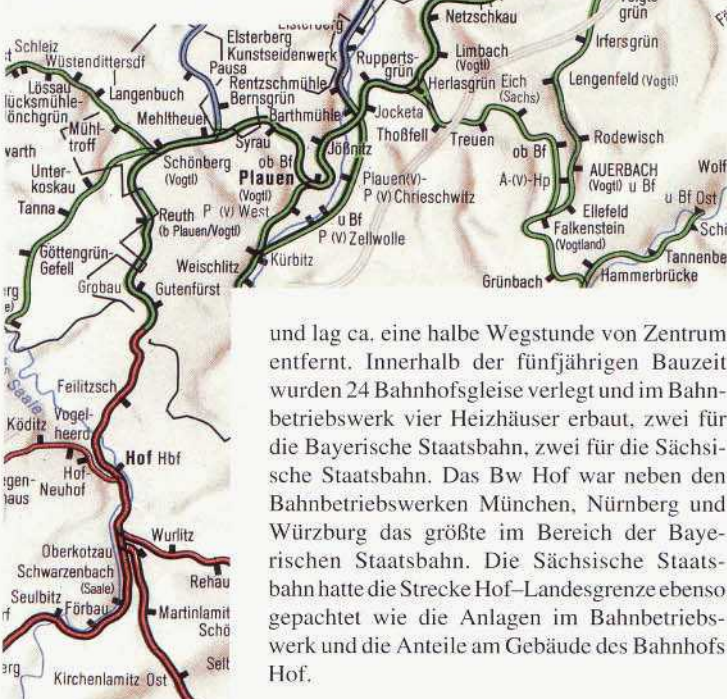 Netzschkau
grün
Elsterberg
Kunstseidenwerk
Schleiz
Wüstendittersdf
Pausa
Rupperts-
grün
Limbach
(Vogtl)
Irfersgrün
Lössau
Langenbuch
Rentzschmühle
Bernsgrün
Herlasgrün
Eich
(Sachs)
Lengenfeld (Vogtl)
Mehltheuer
Barthmühle
Jocketa
Mühl-
troff
Syrau
Jößnitz
Thoßfell
Treuen
Rodewisch
Schönberg
(Vogtl)
ob Bf
Plauen
(Vogtl)
ob Bf
Unter-
koskau
Plauen(V)-
P (V) Chrieschwitz
A-(V)-Hp
AUERBACH
(Vogtl) u Bf
Wolf
u Bf Ost
Tanna
Reuth
(b Plauen/Vogtl)
P (V) West
u Bf
P (V) Zellwolle
Ellefeld
Falkenstein
(Vogtland)
Schi
Göttengrün-
Gefell
Weischlitz
Kürbitz
Tannenbe
Grobau
Gutenfürst
Grünbach
Hammerbrücke
Saale
Feilitzsch
Köditz
Vogel-
heerd
Hof Hbf
Hof-
Neuhof
Wurlitz
Oberkotzau
Schwarzenbach
(Saale)
Rehau
Seulbitz
Förbau
Martinlamit
Schö
Kirchenlamitz Ost
Selb
und lag ca. eine halbe Wegstunde von Zentrum
entfernt. Innerhalb der fünfjährigen Bauzeit
wurden 24 Bahnhofsgleise verlegt und im Bahn-
betriebswerk vier Heizhäuser erbaut, zwei für
die Bayerische Staatsbahn, zwei für die Sächsi-
sche Staatsbahn. Das Bw Hof war neben den
Bahnbetriebswerken München, Nürnberg und
Würzburg das größte im Bereich der Baye-
rischen Staatsbahn. Die Sächsische Staats-
bahn hatte die Strecke Hof–Landesgrenze ebenso
gepachtet wie die Anlagen im Bahnbetriebs-
werk und die Anteile am Gebäude des Bahnhofs
Hof.